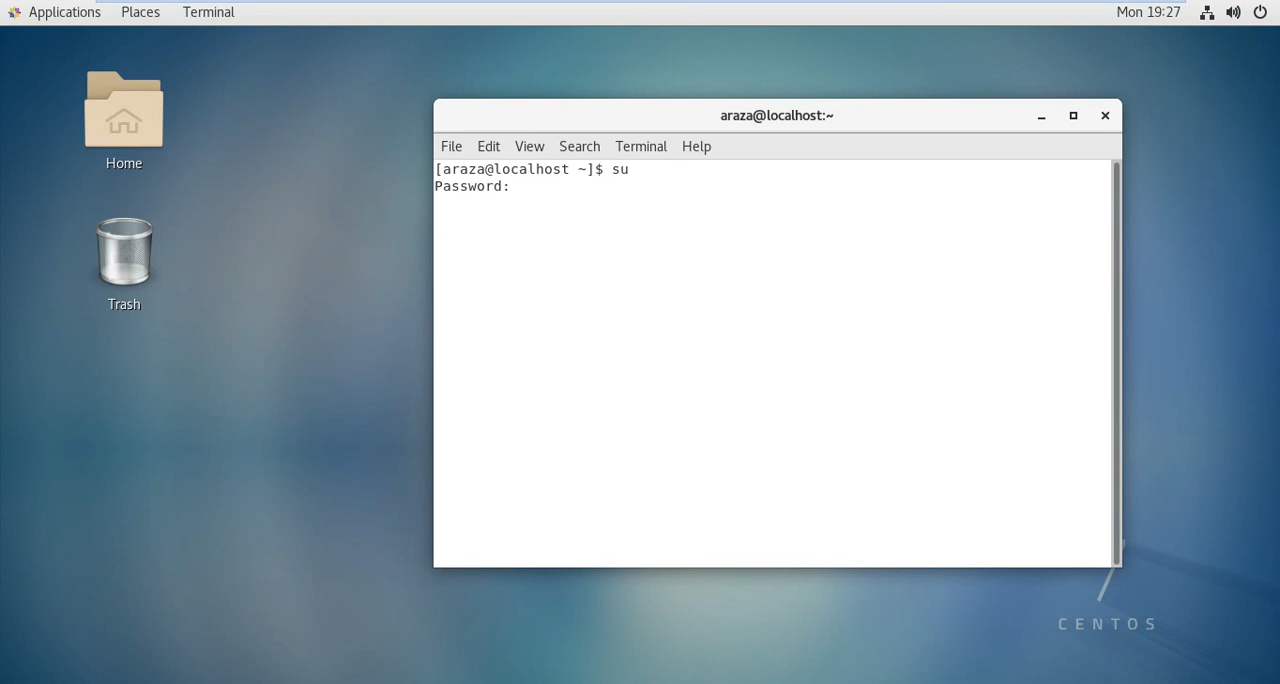 Applications Places Terminal Mon 19:27
Home
Trash
araza@localhost:~
File Edit View Search Terminal Help
[araza@localhost ~]$ su
Password:
7
CENTOS